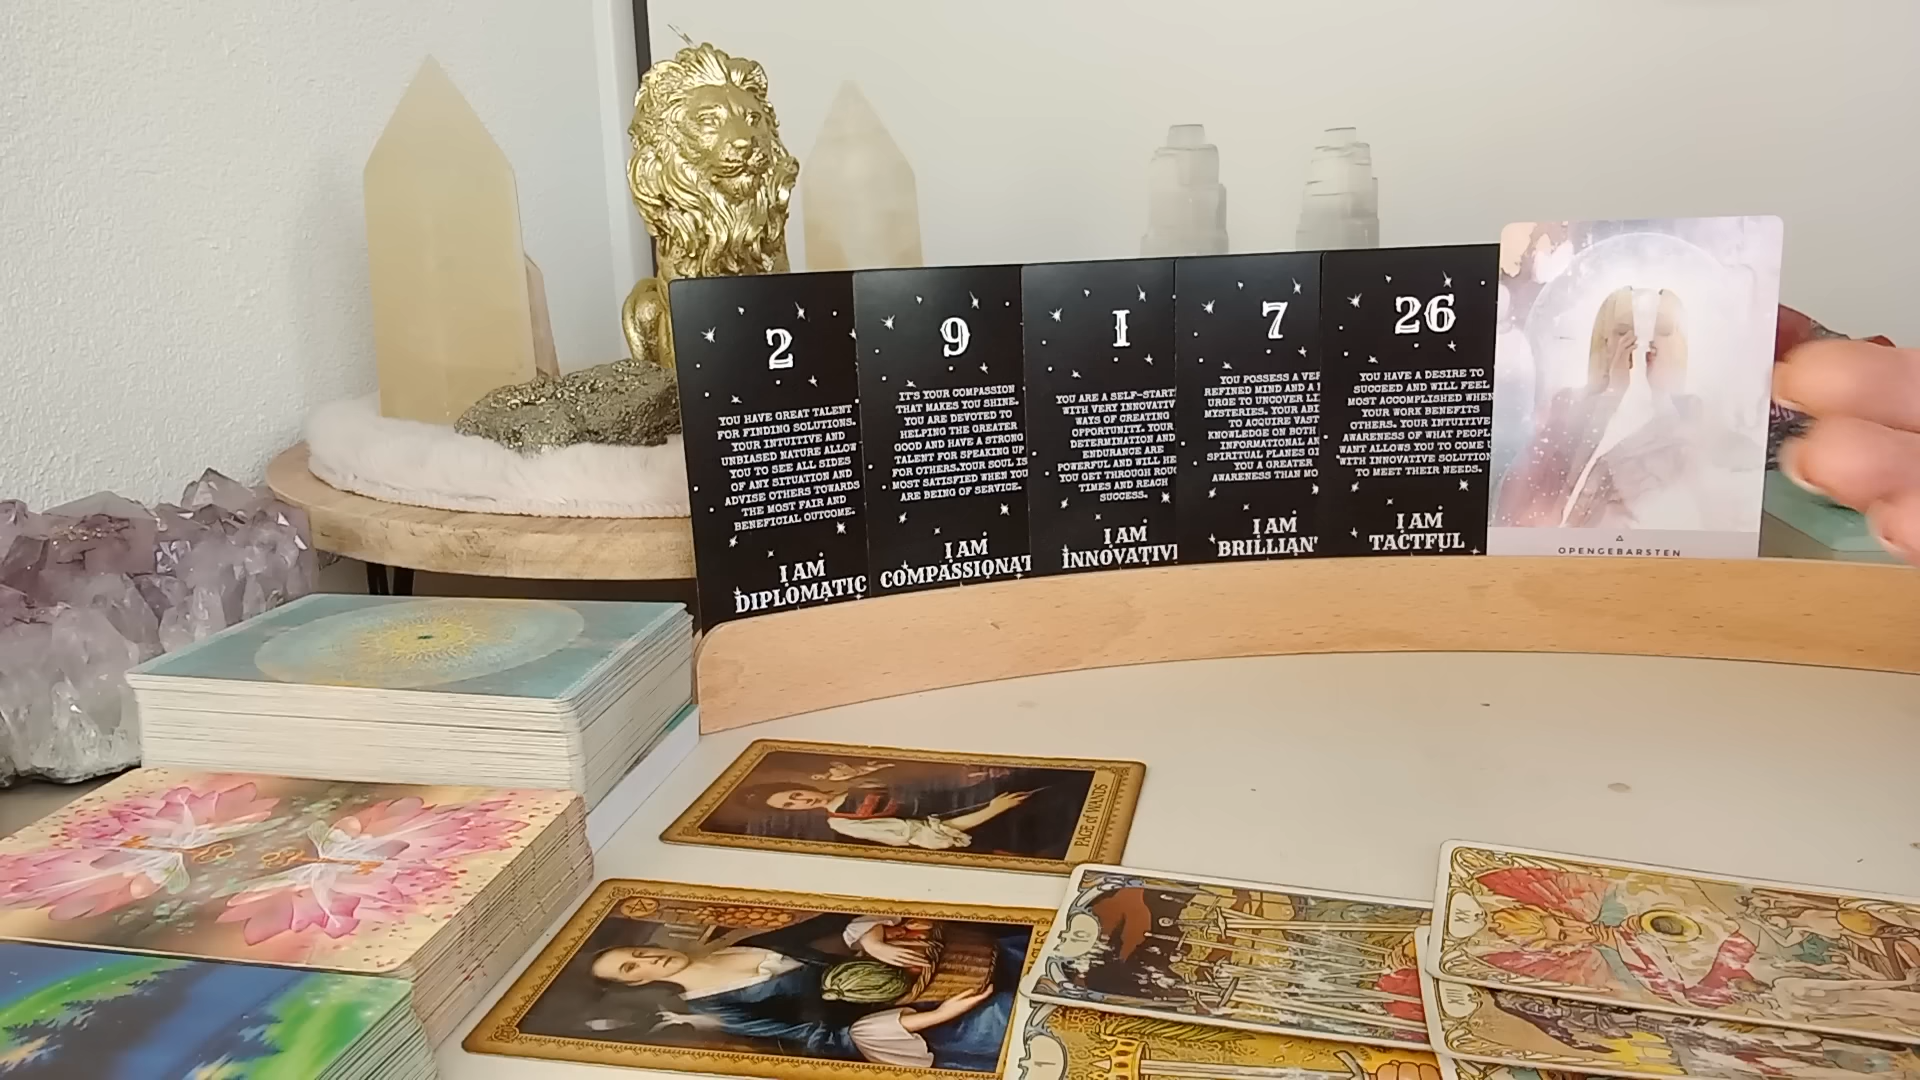 2
YOU HAVE GREAT TALENT
FOR FINDING SOLUTIONS.
YOUR INTUITIVE AND
UNBIASED NATURE ALLOW
YOU TO SEE ALL SIDES
OF ANY SITUATION AND
ADVISE OTHERS TOWARDS
THE MOST FAIR AND
BENEFICIAL OUTCOME.
I AM
DIPLOMATIC
9
IT'S YOUR COMPASSION
THAT MAKES YOU SHINE.
YOU ARE DEVOTED TO
HELPING THE GREATER
GOOD AND HAVE A STRONG
TALENT FOR SPEAKING UP
FOR OTHERS.YOUR SOUL IS
MOST SATISFIED WHEN YOU
ARE BEING OF SERVICE.
I AM
COMPASSIONAT
1
YOU ARE A SELF-START
WITH VERY INNOVATIV
WAYS OF CREATING
OPPORTUNITY. YOUR
DETERMINATION AND
ENDURANCE ARE
POWERFUL AND WILL HE
YOU GET THROUGH ROU
TIMES AND REACH
SUCCESS.
I AM
INNOVATIV
7
YOU POSSESS A VER
REFINED MIND AND A
URGE TO UNCOVER LI
MYSTERIES. YOUR ABI
TO ACQUIRE VAST
KNOWLEDGE ON BOTH
INFORMATIONAL AN
SPIRITUAL PLANES GI
YOU A GREATER
AWARENESS THAN MO
I AM
BRILLIAN
26
YOU HAVE A DESIRE TO
SUCCEED AND WILL FEEL
MOST ACCOMPLISHED WHEN
YOUR WORK BENEFITS
OTHERS. YOUR INTUITIVE
AWARENESS OF WHAT PEOPL
WANT ALLOWS YOU TO COME U
WITH INNOVATIVE SOLUTION
TO MEET THEIR NEEDS.
I AM
TACTFUL
OPENGEBARSTEN
PAGE of WANDS
XX